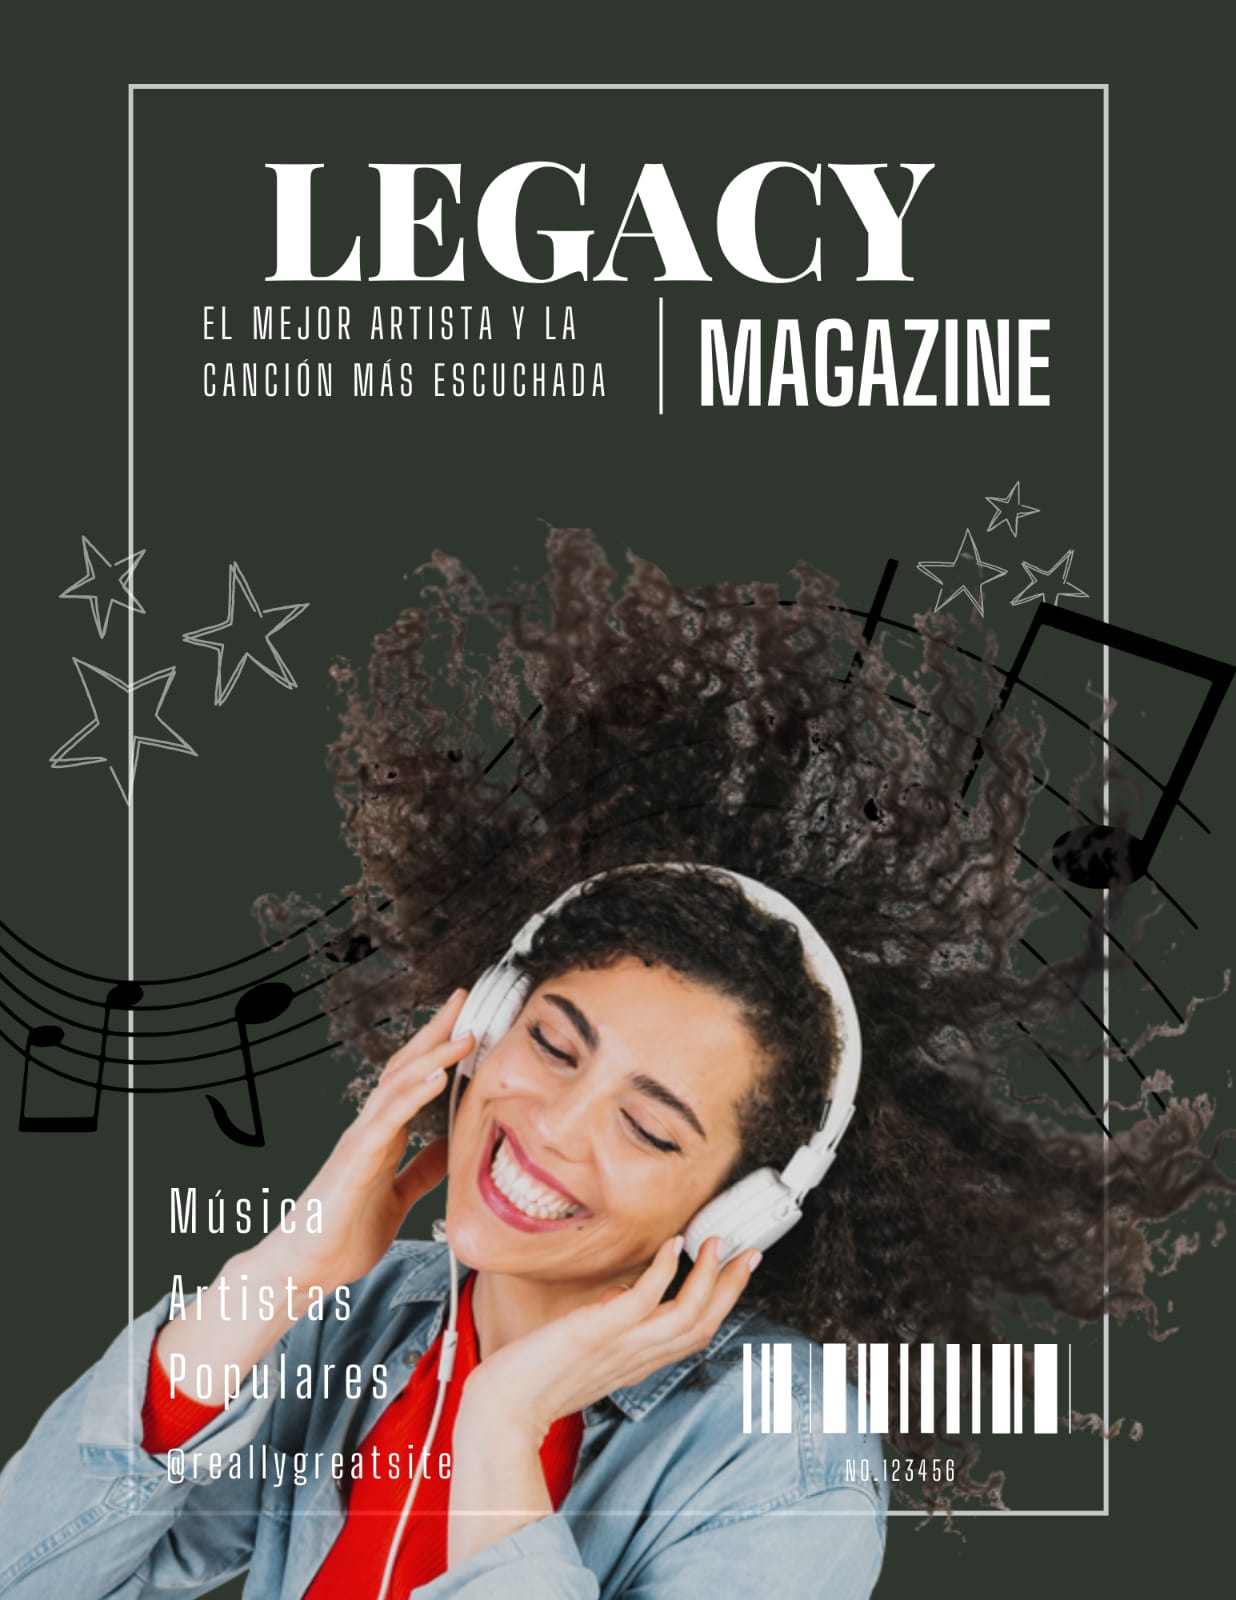 LEGACY
EL MEJOR ARTISTA Y LA
CANCIÓN MÁS ESCUCHADA
MAGAZINE
Música
Artistas
Populares
@reallygreatsite
NO.123456